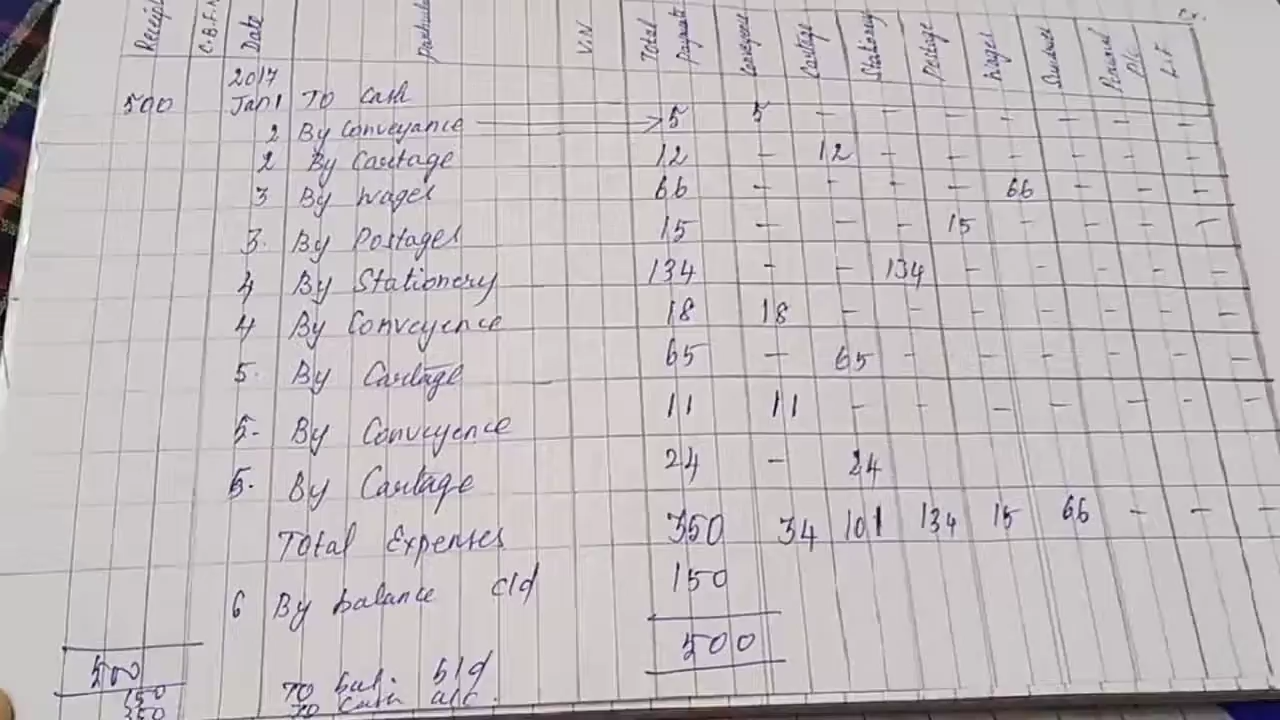 Receipt C.B.F.N Date Particular V.N Total Payments Conveyance Cartage Stationery Postage Wages Sundries Personal A/c L.F
2017
500 Jan 1 To Cash
2 By Conveyance 5 5 - - - - - - -
2 By Cartage 12 - 12 - - - - - -
3 By Wages 66 - - - - 66 - - -
3. By Postages 15 - - - 15 - - - -
4 By Stationery 134 - - 134 - - - - -
4 By Conveyence 18 18 - - - - - - -
5. By Cartage 65 - 65 - - - - - -
5. By Conveyence 11 11 - - - - - - -
5. By Cartage 24 - 24
Total Expenses 350 34 101 134 15 66 - - -
6 By balance c/d 150
500 500
150 To bal. b/d
350 To Cash a/c.